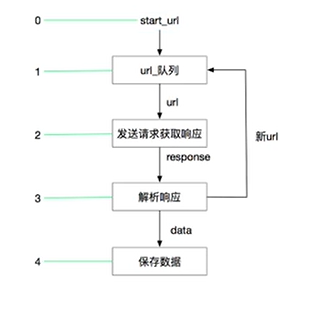 0 start_url
1 url_队列
url
2 发送请求获取响应
新url
response
3 解析响应
data
4 保存数据